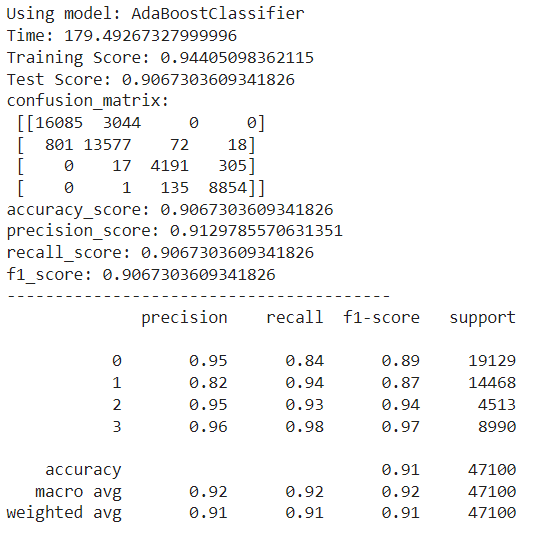 Using model: AdaBoostClassifier
Time: 179.49267327999996
Training Score: 0.94405098362115
Test Score: 0.9067303609341826
confusion_matrix:
[[16085 3044 0 0]
[ 801 13577 72 18]
[ 0 17 4191 305]
[ 0 1 135 8854]]
accuracy_score: 0.9067303609341826
precision_score: 0.9129785570631351
recall_score: 0.9067303609341826
f1_score: 0.9067303609341826
----------------------------------------
precision recall f1-score support
0 0.95 0.84 0.89 19129
1 0.82 0.94 0.87 14468
2 0.95 0.93 0.94 4513
3 0.96 0.98 0.97 8990
accuracy 0.91 47100
macro avg 0.92 0.92 0.92 47100
weighted avg 0.91 0.91 0.91 47100